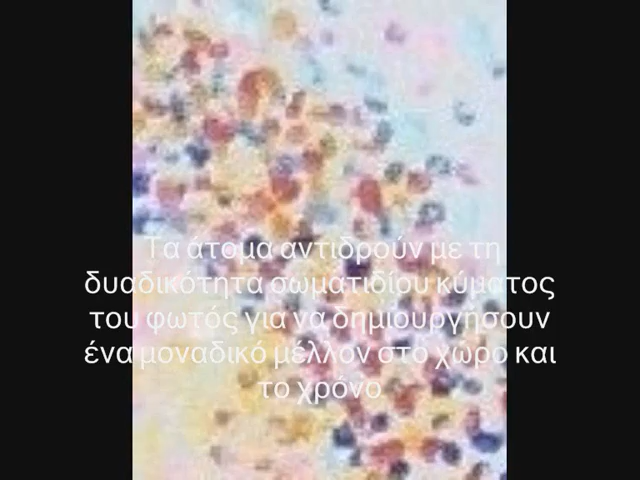 Τα άτομα αντιδρούν με τη
δυαδικότητα σωματιδίου κύματος
του φωτός για να δημιουργήσουν
ένα μοναδικό μέλλον στο χώρο και
το χρόνο